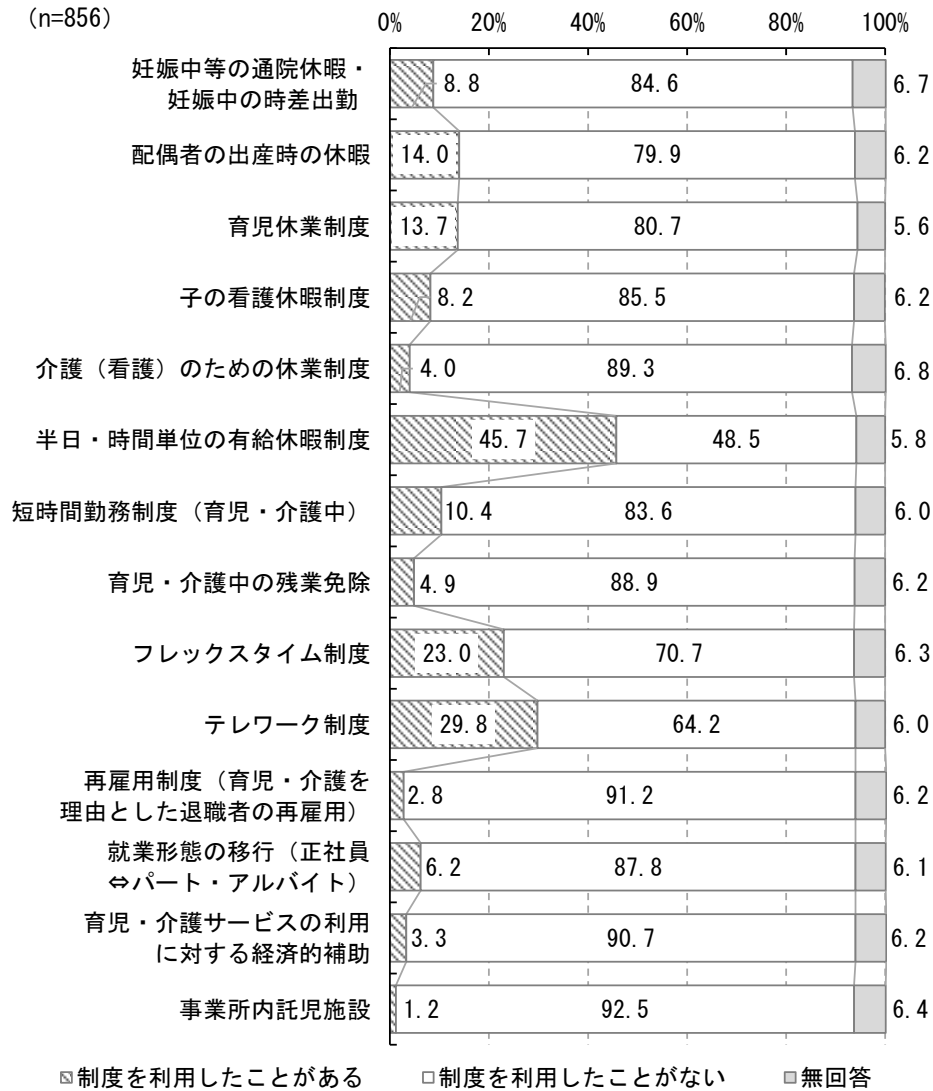 (n=856)
0% 20% 40% 60% 80% 100%
妊娠中等の通院休暇・
妊娠中の時差出勤
8.8 84.6 6.7
配偶者の出産時の休暇 14.0 79.9 6.2
育児休業制度 13.7 80.7 5.6
子の看護休暇制度 8.2 85.5 6.2
介護（看護）のための休業制度 4.0 89.3 6.8
半日・時間単位の有給休暇制度 45.7 48.5 5.8
短時間勤務制度（育児・介護中） 10.4 83.6 6.0
育児・介護中の残業免除 4.9 88.9 6.2
フレックスタイム制度 23.0 70.7 6.3
テレワーク制度 29.8 64.2 6.0
再雇用制度（育児・介護を
理由とした退職者の再雇用）
2.8 91.2 6.2
就業形態の移行（正社員
⇔パート・アルバイト）
6.2 87.8 6.1
育児・介護サービスの利用
に対する経済的補助
3.3 90.7 6.2
事業所内託児施設 1.2 92.5 6.4
制度を利用したことがある 制度を利用したことがない 無回答